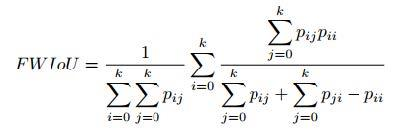 FWIoU = \frac{1}{\sum_{i=0}^{k} \sum_{j=0}^{k} p_{ij}} \sum_{i=0}^{k} \frac{\sum_{j=0}^{k} p_{ij} p_{ii}}{\sum_{j=0}^{k} p_{ij} + \sum_{j=0}^{k} p_{ji} - p_{ii}}